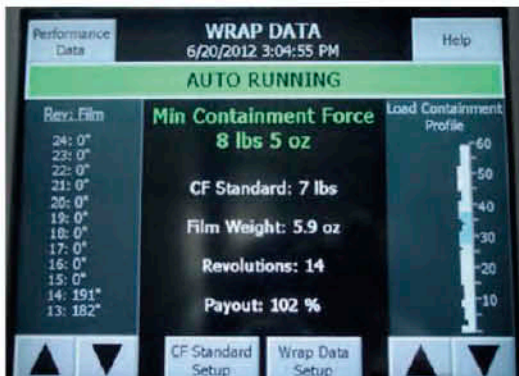 Performance
Data
WRAP DATA
6/20/2012 3:04:55 PM
Help
AUTO RUNNING
Rev: Film
24: 0"
23: 0"
22: 0"
21: 0"
20: 0"
19: 0"
18: 0"
17: 0"
16: 0"
15: 0"
14: 191"
13: 182"
Min Containment Force
8 lbs 5 oz
CF Standard: 7 lbs
Film Weight: 5.9 oz
Revolutions: 14
Payout: 102 %
Load Containment
Profile
60
50
40
30
20
10
CF Standard
Setup
Wrap Data
Setup